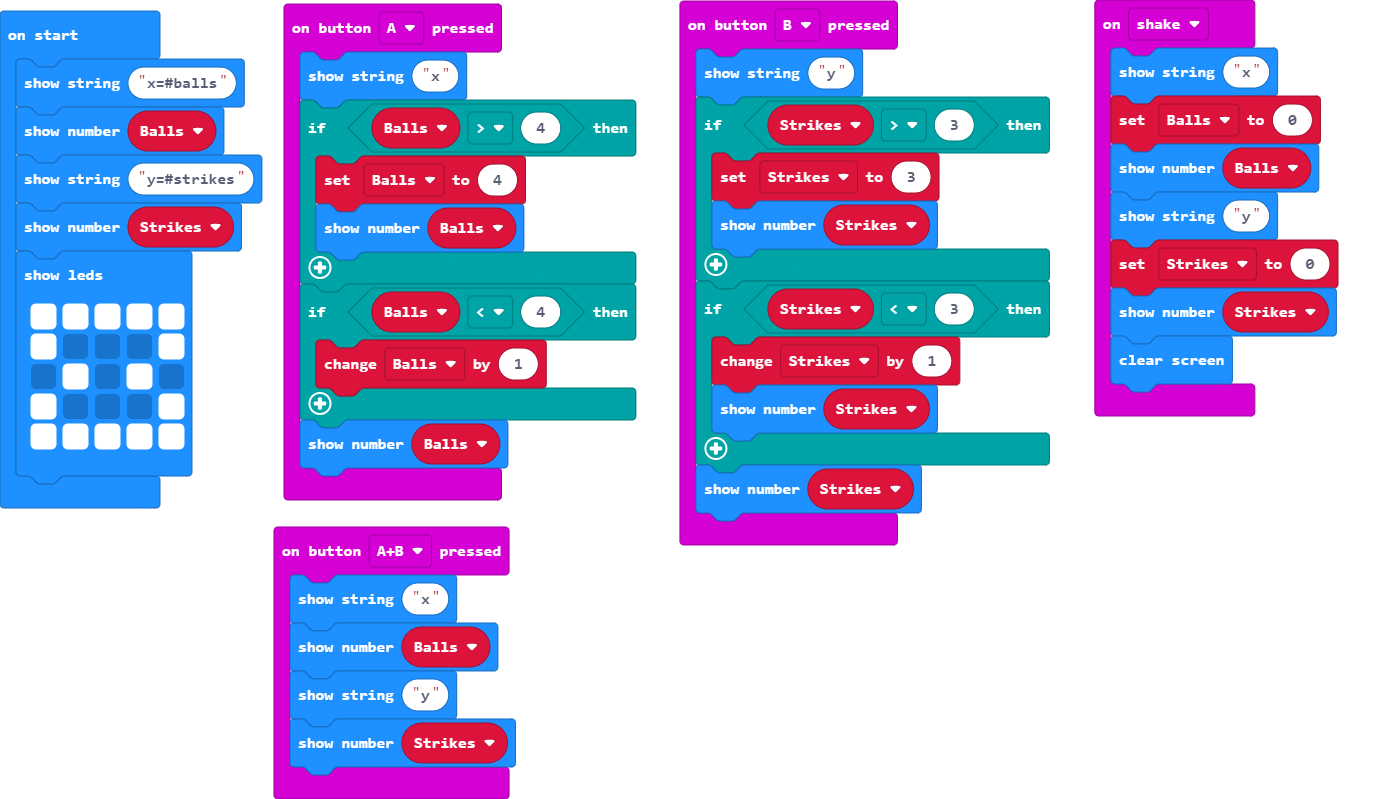 on start
show string "x=#balls"
show number Balls
show string "y=#strikes"
show number Strikes
show leds
on button A pressed
show string "x"
if Balls > 4 then
set Balls to 4
show number Balls
if Balls < 4 then
change Balls by 1
show number Balls
on button B pressed
show string "y"
if Strikes > 3 then
set Strikes to 3
show number Strikes
if Strikes < 3 then
change Strikes by 1
show number Strikes
show number Strikes
on shake
show string "x"
set Balls to 0
show number Balls
show string "y"
set Strikes to 0
show number Strikes
clear screen
on button A+B pressed
show string "x"
show number Balls
show string "y"
show number Strikes